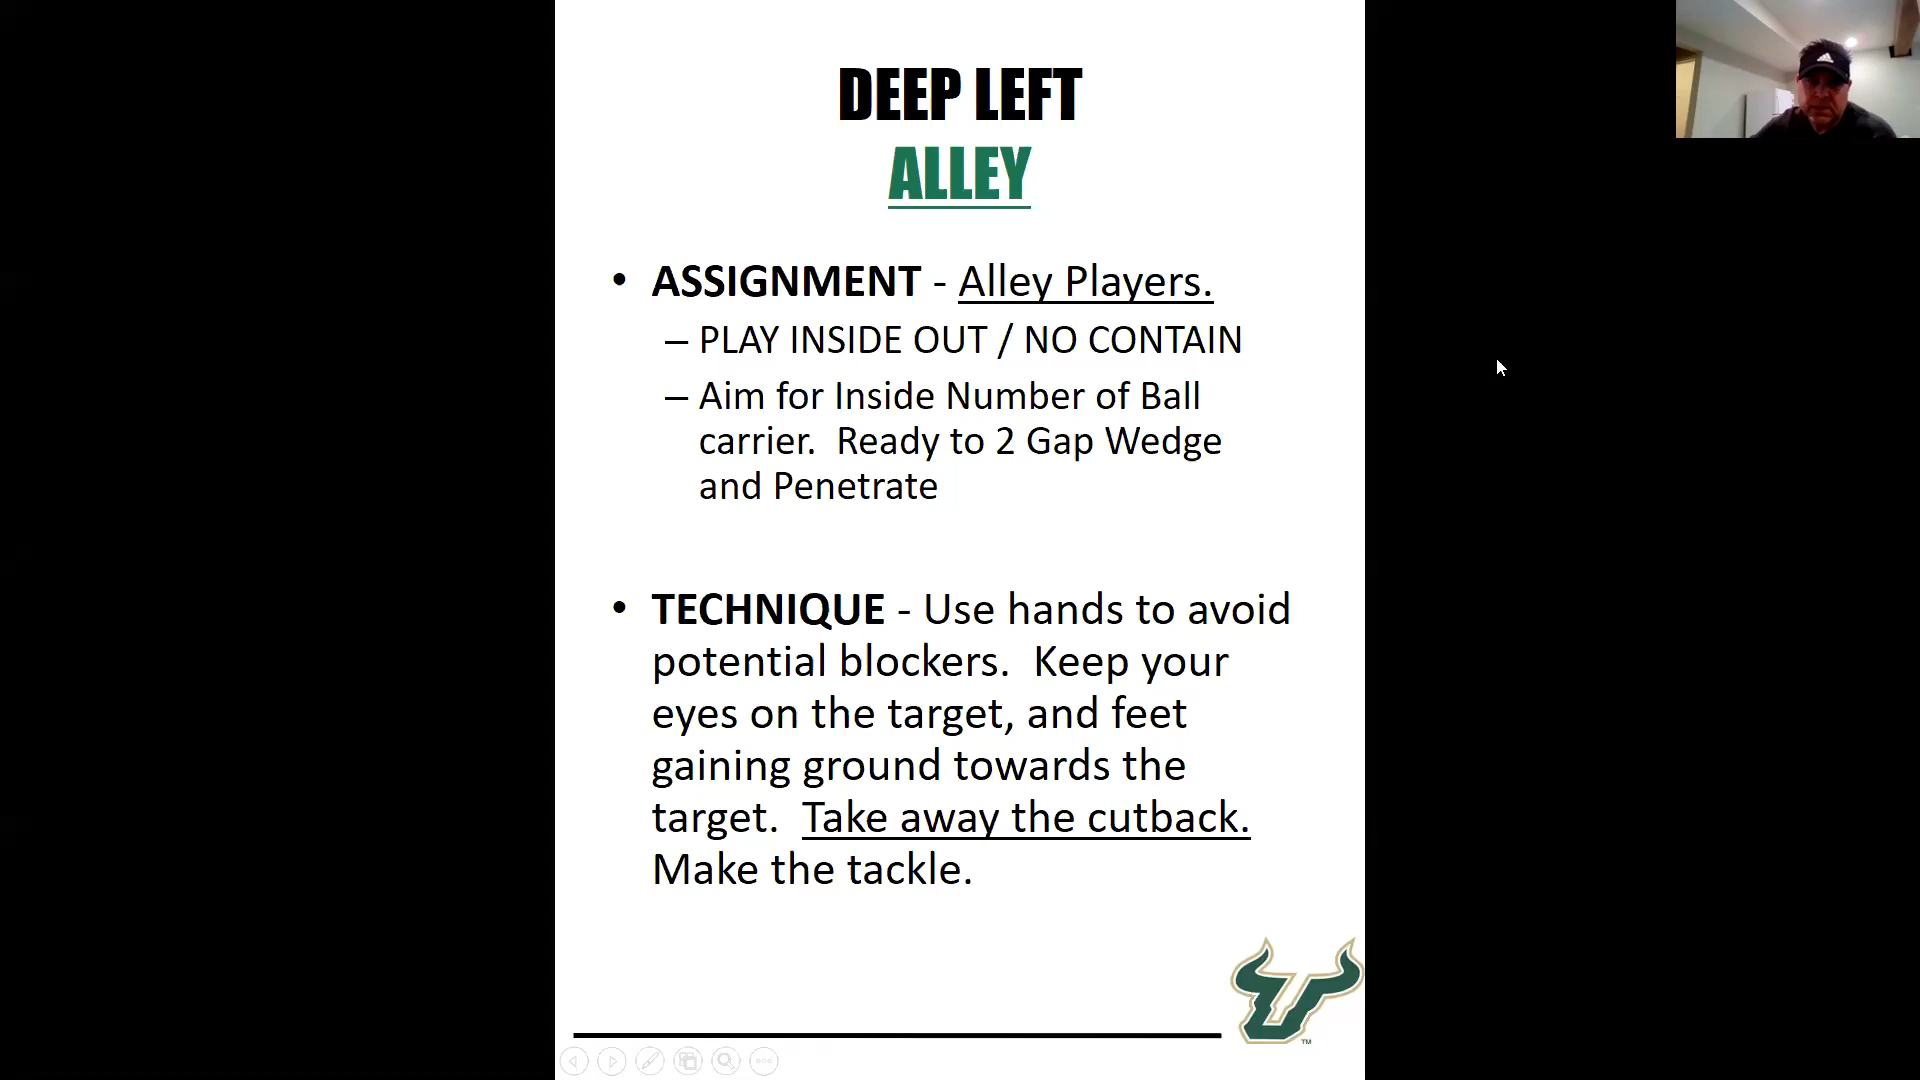 DEEP LEFT
ALLEY
• ASSIGNMENT - Alley Players.
– PLAY INSIDE OUT / NO CONTAIN
– Aim for Inside Number of Ball
carrier.  Ready to 2 Gap Wedge
and Penetrate
• TECHNIQUE - Use hands to avoid
potential blockers.  Keep your
eyes on the target, and feet
gaining ground towards the
target.  Take away the cutback.
Make the tackle.
TM